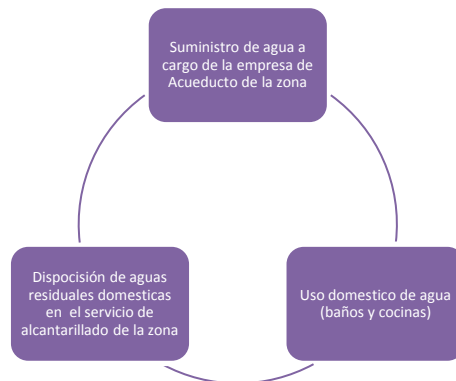 Suministro de agua a
cargo de la empresa de
Acueducto de la zona
Disposición de aguas
residuales domesticas
en el servicio de
alcantarillado de la zona
Uso domestico de agua
(baños y cocinas)